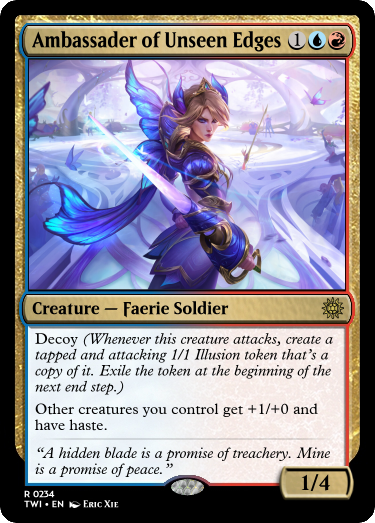 Ambassader of Unseen Edges 1
Creature — Faerie Soldier
Decoy (Whenever this creature attacks, create a
tapped and attacking 1/1 Illusion token that's a
copy of it. Exile the token at the beginning of the
next end step.)
Other creatures you control get +1/+0 and
have haste.
"A hidden blade is a promise of treachery. Mine
is a promise of peace."
1/4
R 0234
TWI • EN Eric Xie